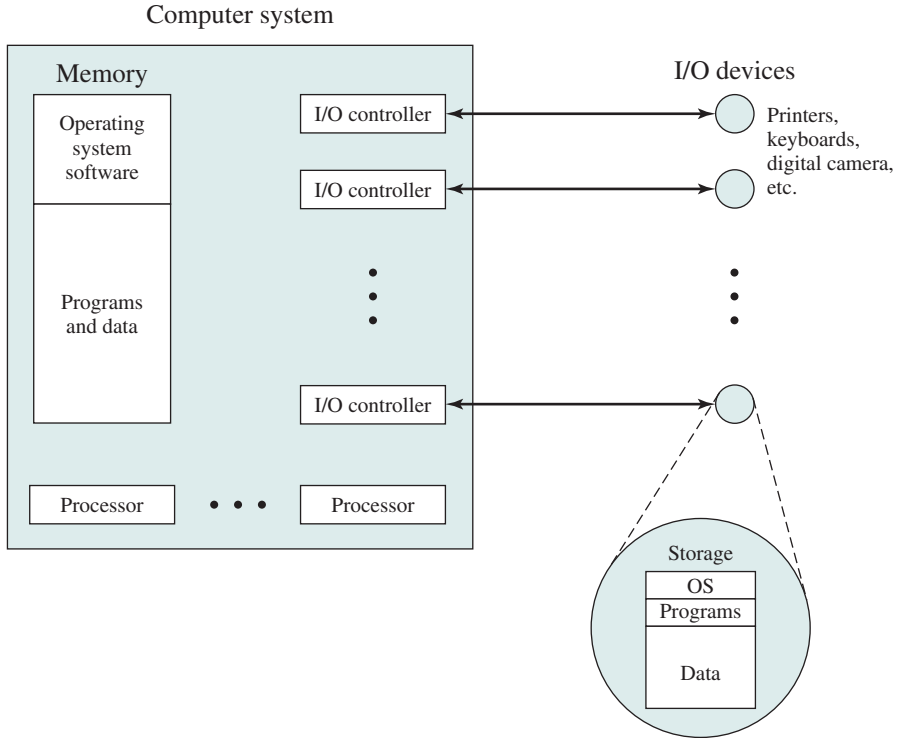 Computer system
Memory
Operating
system
software
Programs
and data
I/O controller
I/O controller
I/O controller
Processor
Processor
I/O devices
Printers,
keyboards,
digital camera,
etc.
Storage
OS
Programs
Data